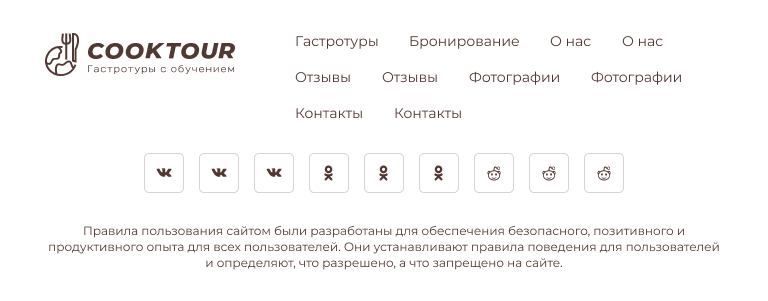 COOKTOUR
Гастротуры с обучением
Гастротуры Бронирование О нас О нас
Отзывы Отзывы Фотографии Фотографии
Контакты Контакты
Правила пользования сайтом были разработаны для обеспечения безопасного, позитивного и
продуктивного опыта для всех пользователей. Они устанавливают правила поведения для пользователей
и определяют, что разрешено, а что запрещено на сайте.